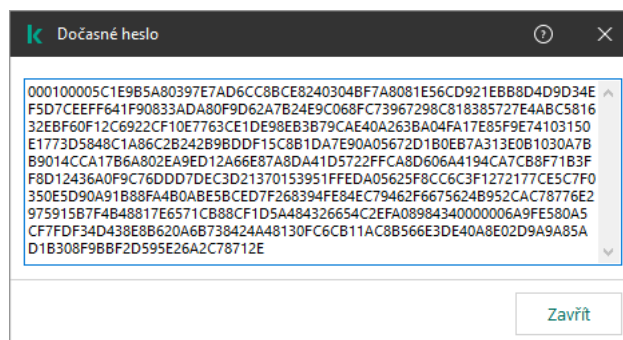 Dočasné heslo
000100005C1E9B5A80397E7AD6CC8BCE8240304BF7A8081E56CD921EBB8D4D9D34E
F5D7CEEFF641F90833ADA80F9D62A7B24E9C068FC73967298C818385727E4ABC5816
32EBF60F12C6922CF10E7763CE1DE98EB3B79CAE40A263BA04FA17E85F9E74103150
E1773D5848C1A86C2B242B9BDDF15C8B1DA7E90A05672D1B0EB7A313E0B1030A7B
B9014CCA17B6A802EA9ED12A66E87A8DA41D5722FFCA8D606A4194CA7CB8F71B3F
F8D12436A0F9C76DDD7DEC3D21370153951FFEDA05625F8CC6C3F1272177CE5C7F0
350E5D90A91B88FA4B0ABE5BCED7F268394FE84EC79462F6675624B952CAC78776E2
975915B7F4B48817E6571CB88CF1D5A484326654C2EFA08984340000006A9FE580A5
CF7FDF34D438E8B620A6B738424A48130FC6CB11AC8B566E3DE40A8E02D9A9A85A
D1B308F9BBF2D595E26A2C78712E
Zavřít